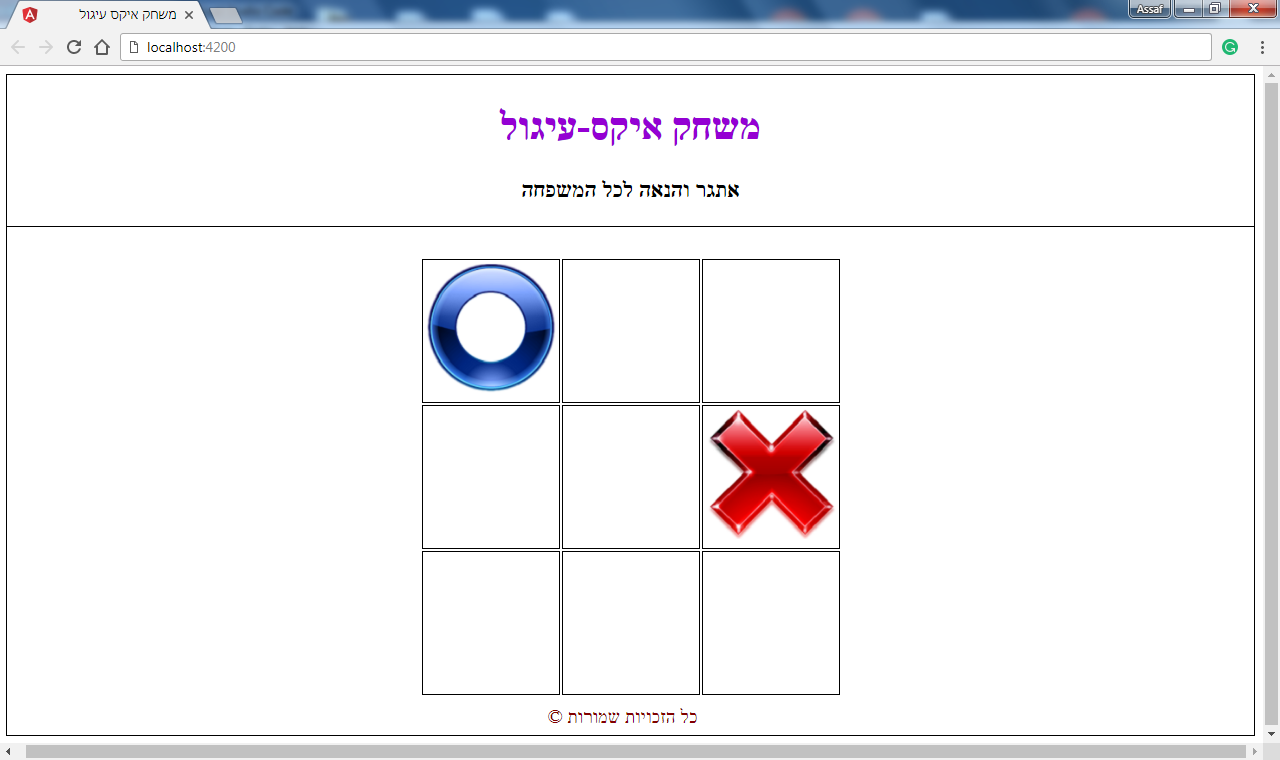 משחק איקס עיגול
Assaf
localhost:4200
משחק איקס-עיגול
אתגר והנאה לכל המשפחה
כל הזכויות שמורות ©